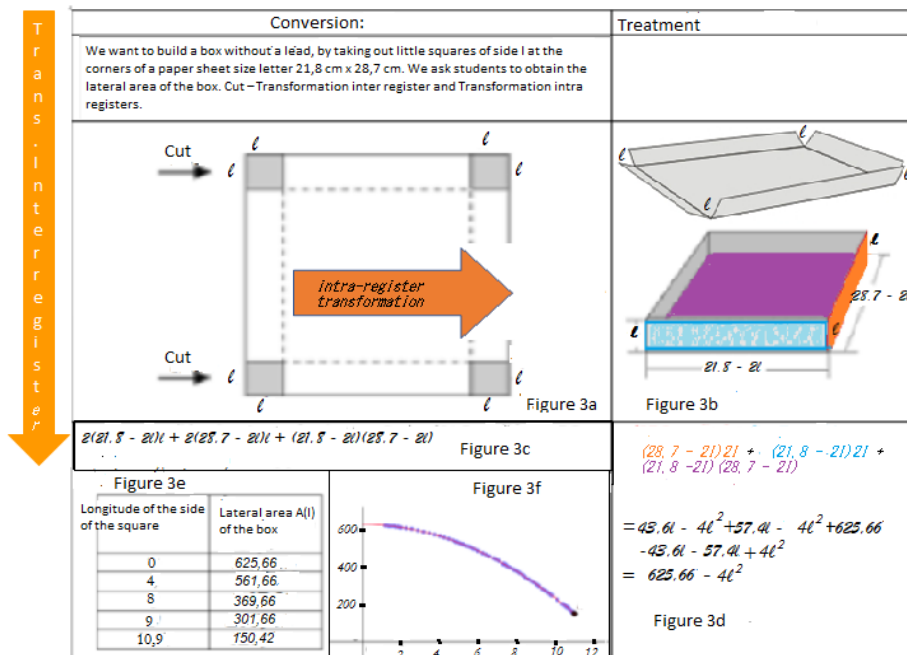 Trans.Interregister
Conversion:
Treatment
We want to build a box without a lead, by taking out little squares of side l at the
corners of a paper sheet size letter 21,8 cm x 28,7 cm. We ask students to obtain the
lateral area of the box. Cut – Transformation inter register and Transformation intra
registers.
Cut
l
l
l
l
intra-register
transformation
Cut
l
l
l
l
Figure 3a
l
l
l
l
l
l
l
28.7 - 2l
21.8 - 2l
Figure 3b
2(21.8 - 2l)l + 2(28.7 - 2l)l + (21.8 - 2l)(28.7 - 2l)
Figure 3c
(28,7 - 2l)2l + (21,8 - 2l)2l +
(21,8 -2l) (28,7 - 2l)
=43.6l - 4l²+57.4l - 4l²+625.66
-43.6l - 57.4l + 4l²
= 625.66 - 4l²
Figure 3d
Figure 3e
Longitude of the side
of the square
Lateral area A(l)
of the box
0 625,66
4 561,66
8 369,66
9 301,66
10,9 150,42
Figure 3f
600
400
200
2 4 6 8 10 12